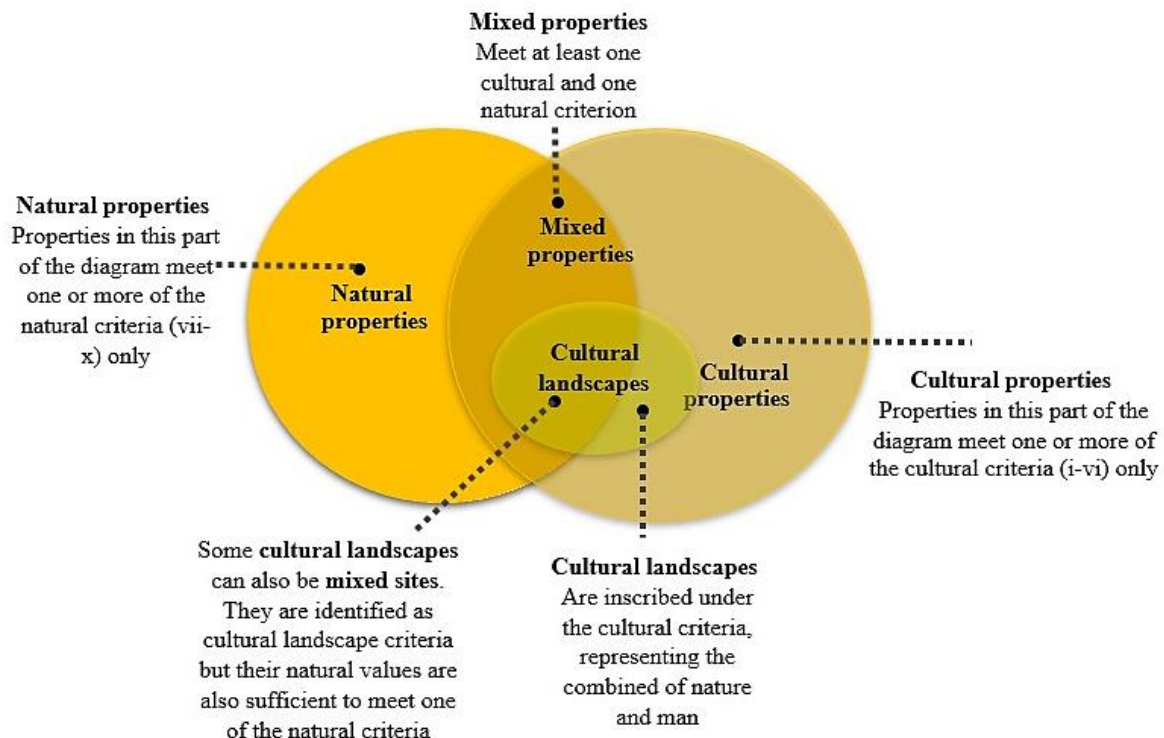 Mixed properties
Meet at least one
cultural and one
natural criterion
Natural properties
Properties in this part
of the diagram meet
one or more of the
natural criteria (vii-
x) only
Mixed
properties
Natural
properties
Cultural
landscapes
Cultural
properties
Cultural properties
Properties in this part of the
diagram meet one or more of
the cultural criteria (i-vi) only
Some cultural landscapes
can also be mixed sites.
They are identified as
cultural landscape criteria
but their natural values are
also sufficient to meet one
of the natural criteria
Cultural landscapes
Are inscribed under
the cultural criteria,
representing the
combined of nature
and man